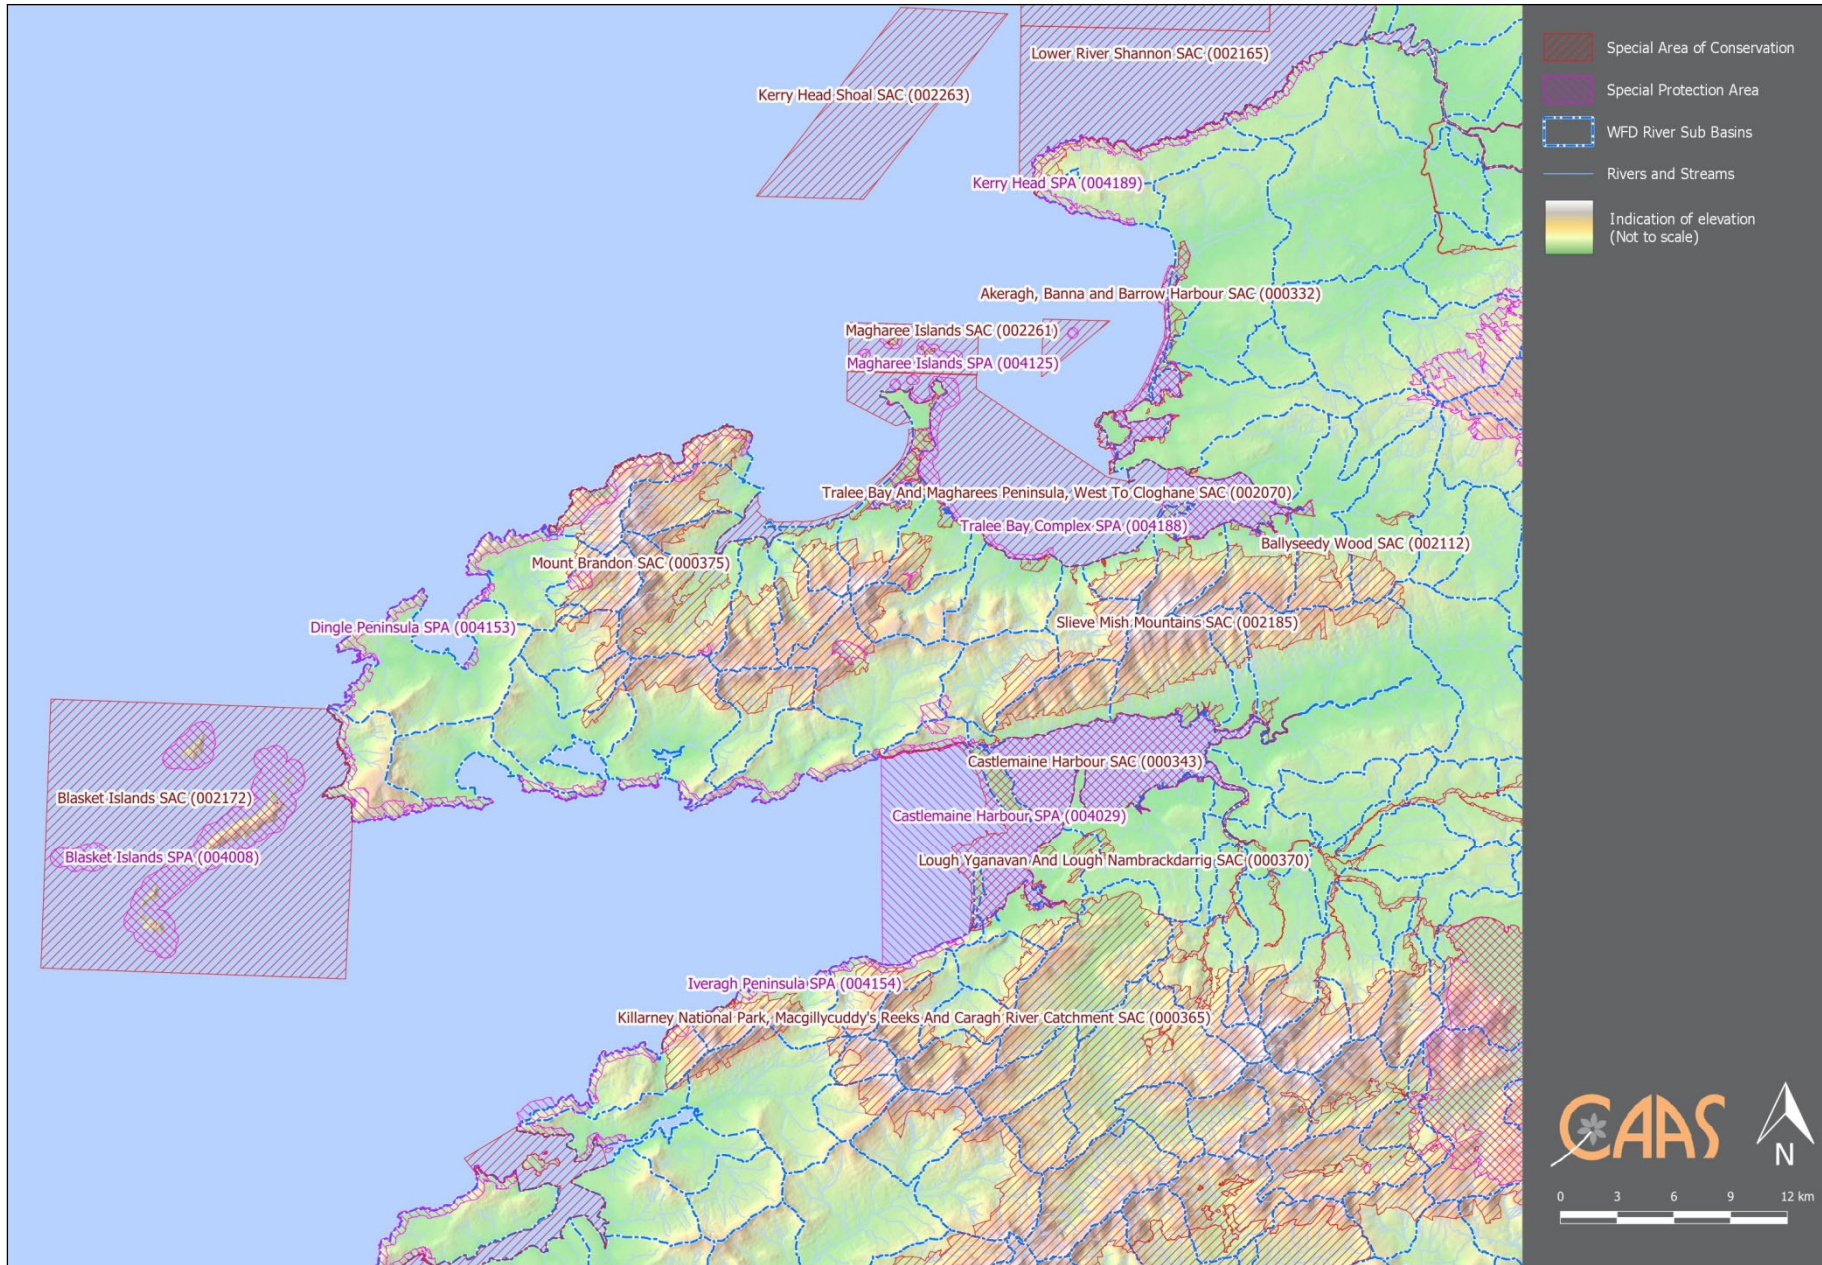 Lower River Shannon SAC (002165)
Kerry Head Shoal SAC (002263)
Kerry Head SPA (004189)
Akeragh, Banna and Barrow Harbour SAC (000332)
Magharee Islands SAC (002261)
Magharee Islands SPA (004125)
Tralee Bay And Magharees Peninsula, West To Cloghane SAC (002070)
Tralee Bay Complex SPA (004188)
Ballyseedy Wood SAC (002112)
Mount Brandon SAC (000375)
Slieve Mish Mountains SAC (002185)
Dingle Peninsula SPA (004153)
Castlemaine Harbour SAC (000343)
Blasket Islands SAC (002172)
Castlemaine Harbour SPA (004029)
Blasket Islands SPA (004008)
Lough Yganavan And Lough Nambrackdarrig SAC (000370)
Iveragh Peninsula SPA (004154)
Killarney National Park, Macgillycuddy's Reeks And Caragh River Catchment SAC (000365)
Special Area of Conservation
Special Protection Area
WFD River Sub Basins
Rivers and Streams
Indication of elevation
(Not to scale)
CAAS
N
0 3 6 9 12 km